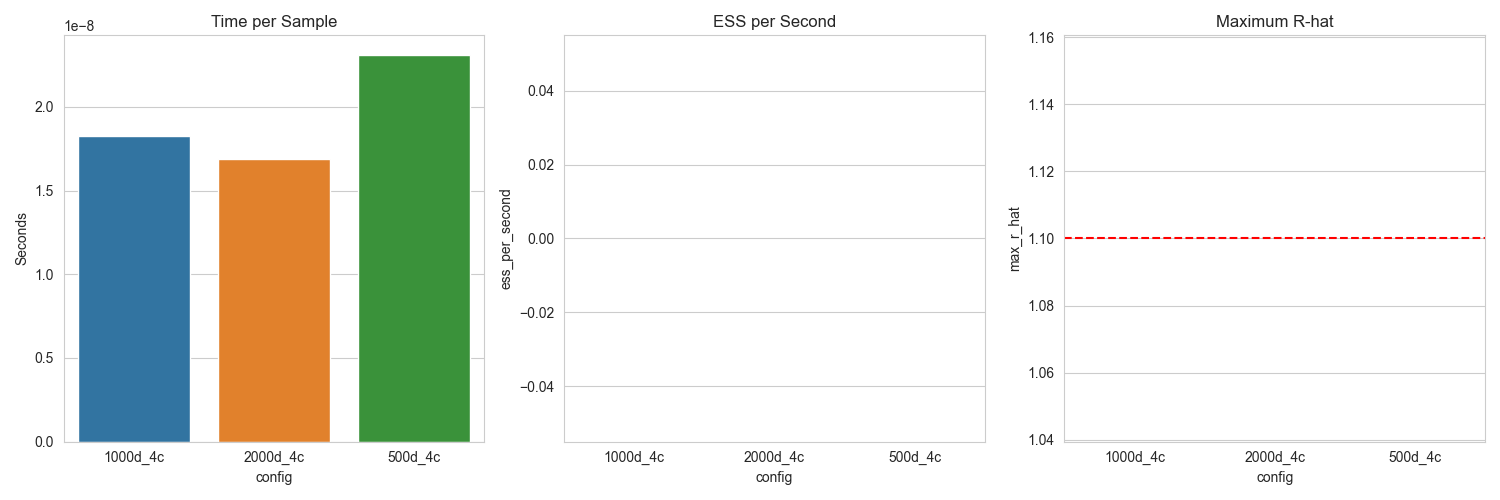 Time per Sample
1e−8
2.0
1.5
1.0
0.5
0.0
Seconds
1000d_4c
2000d_4c
500d_4c
config
ESS per Second
0.04
0.02
0.00
−0.02
−0.04
ess_per_second
1000d_4c
2000d_4c
500d_4c
config
Maximum R-hat
1.16
1.14
1.12
1.10
1.08
1.06
1.04
max_r_hat
1000d_4c
2000d_4c
500d_4c
config